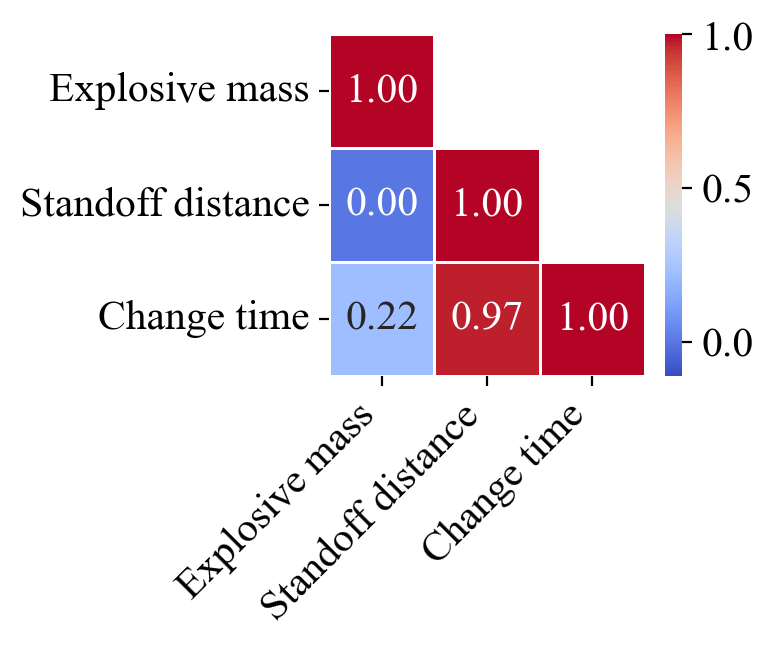 Explosive mass 1.00
Standoff distance 0.00 1.00
Change time 0.22 0.97 1.00
Explosive mass
Standoff distance
Change time
1.0
0.5
0.0